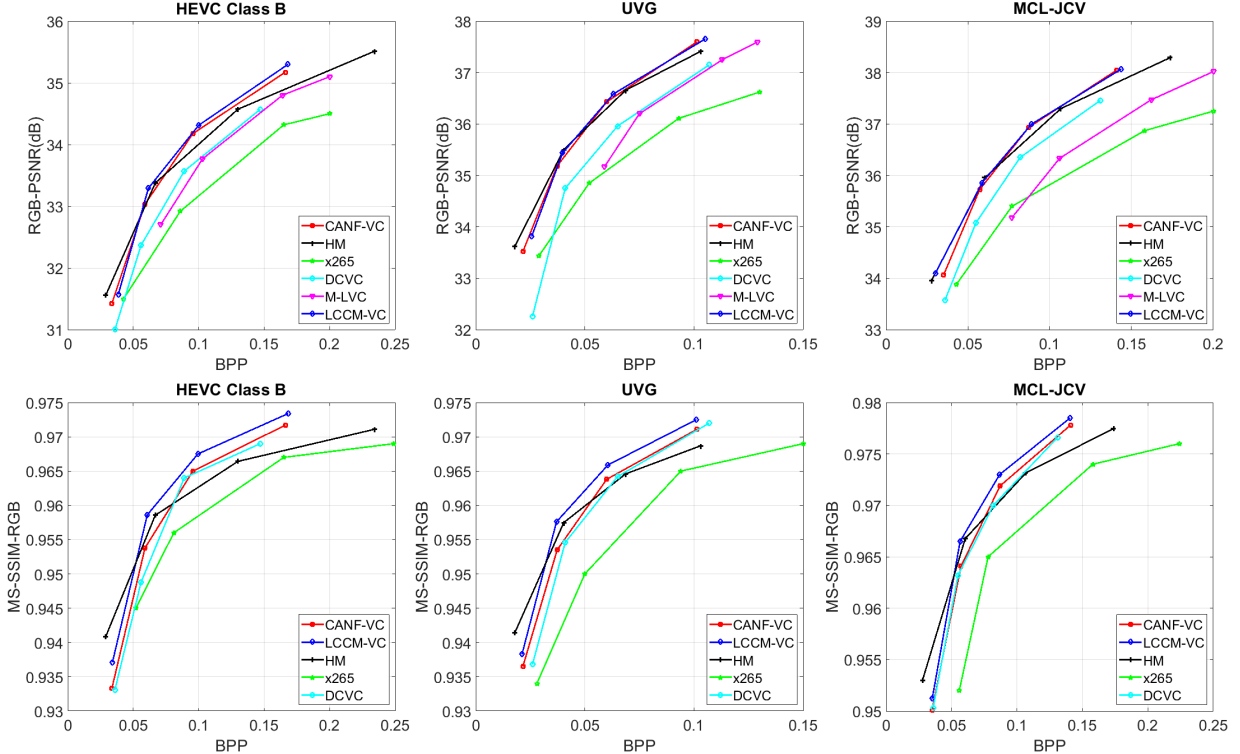 HEVC Class B
RGB-PSNR(dB)
36
35
34
33
32
31
0
0.05
0.1
0.15
0.2
0.25
BPP
CANF-VC
HM
x265
DCVC
M-LVC
LCCM-VC
UVG
RGB-PSNR(dB)
38
37
36
35
34
33
32
0
0.05
0.1
0.15
BPP
CANF-VC
HM
x265
DCVC
M-LVC
LCCM-VC
MCL-JCV
RGB-PSNR(dB)
39
38
37
36
35
34
33
0
0.05
0.1
0.15
0.2
BPP
CANF-VC
HM
x265
DCVC
M-LVC
LCCM-VC
HEVC Class B
MS-SSIM-RGB
0.975
0.97
0.965
0.96
0.955
0.95
0.945
0.94
0.935
0.93
0
0.05
0.1
0.15
0.2
0.25
BPP
CANF-VC
LCCM-VC
HM
x265
DCVC
UVG
MS-SSIM-RGB
0.975
0.97
0.965
0.96
0.955
0.95
0.945
0.94
0.935
0.93
0
0.05
0.1
0.15
BPP
CANF-VC
LCCM-VC
HM
x265
DCVC
MCL-JCV
MS-SSIM-RGB
0.98
0.975
0.97
0.965
0.96
0.955
0.95
0
0.05
0.1
0.15
0.2
0.25
BPP
CANF-VC
LCCM-VC
HM
x265
DCVC